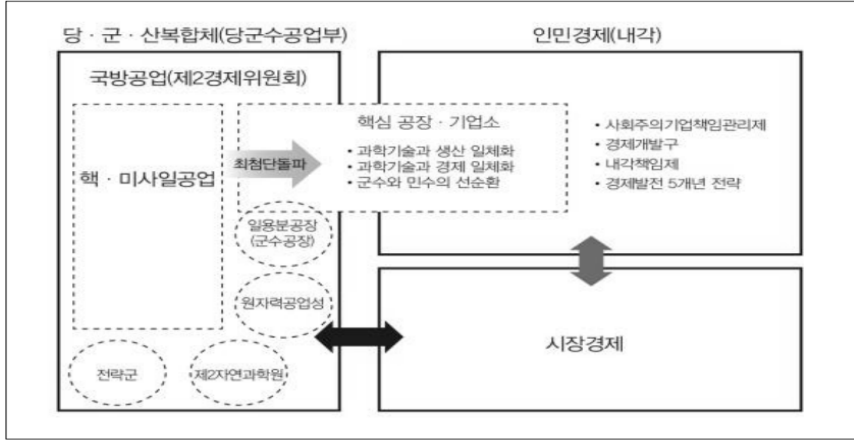 당 · 군 · 산복합체(당군수공업부)
국방공업(제2경제위원회)
핵 · 미사일공업
최첨단돌파
일용분공장
(군수공장)
원자력공업성
전략군
제2자연과학원
인민경제(내각)
핵심 공장 · 기업소
• 과학기술과 생산 일체화
• 과학기술과 경제 일체화
• 군수와 민수의 선순환
• 사회주의기업책임관리제
• 경제개발구
• 내각책임제
• 경제발전 5개년 전략
시장경제